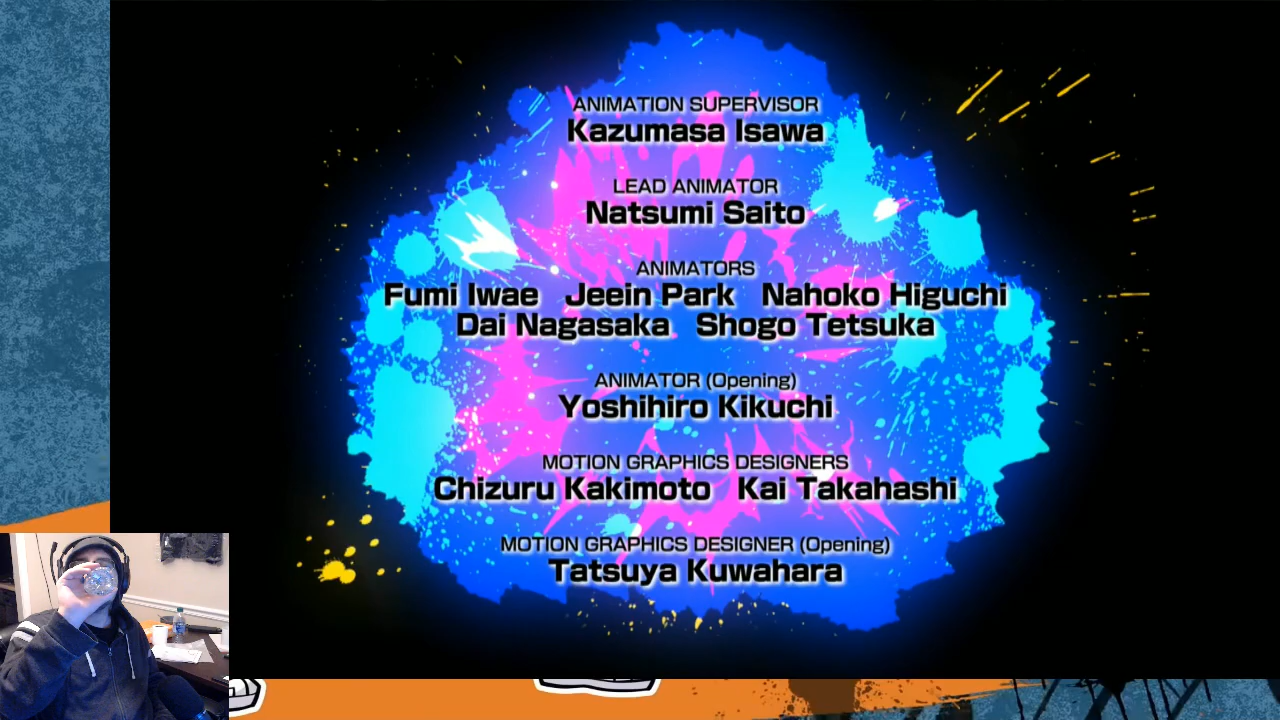 ANIMATION SUPERVISOR
Kazumasa Isawa
LEAD ANIMATOR
Natsumi Saito
ANIMATORS
Fumi Iwae Jeein Park Nahoko Higuchi
Dai Nagasaka Shogo Tetsuka
ANIMATOR (Opening)
Yoshihiro Kikuchi
MOTION GRAPHICS DESIGNERS
Chizuru Kakimoto Kai Takahashi
MOTION GRAPHICS DESIGNER (Opening)
Tatsuya Kuwahara